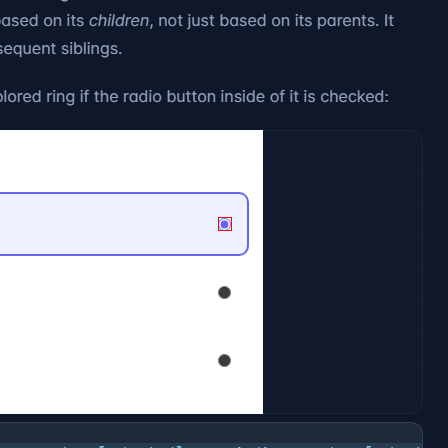 ased on its children, not just based on its parents. It
sequent siblings.
lored ring if the radio button inside of it is checked: